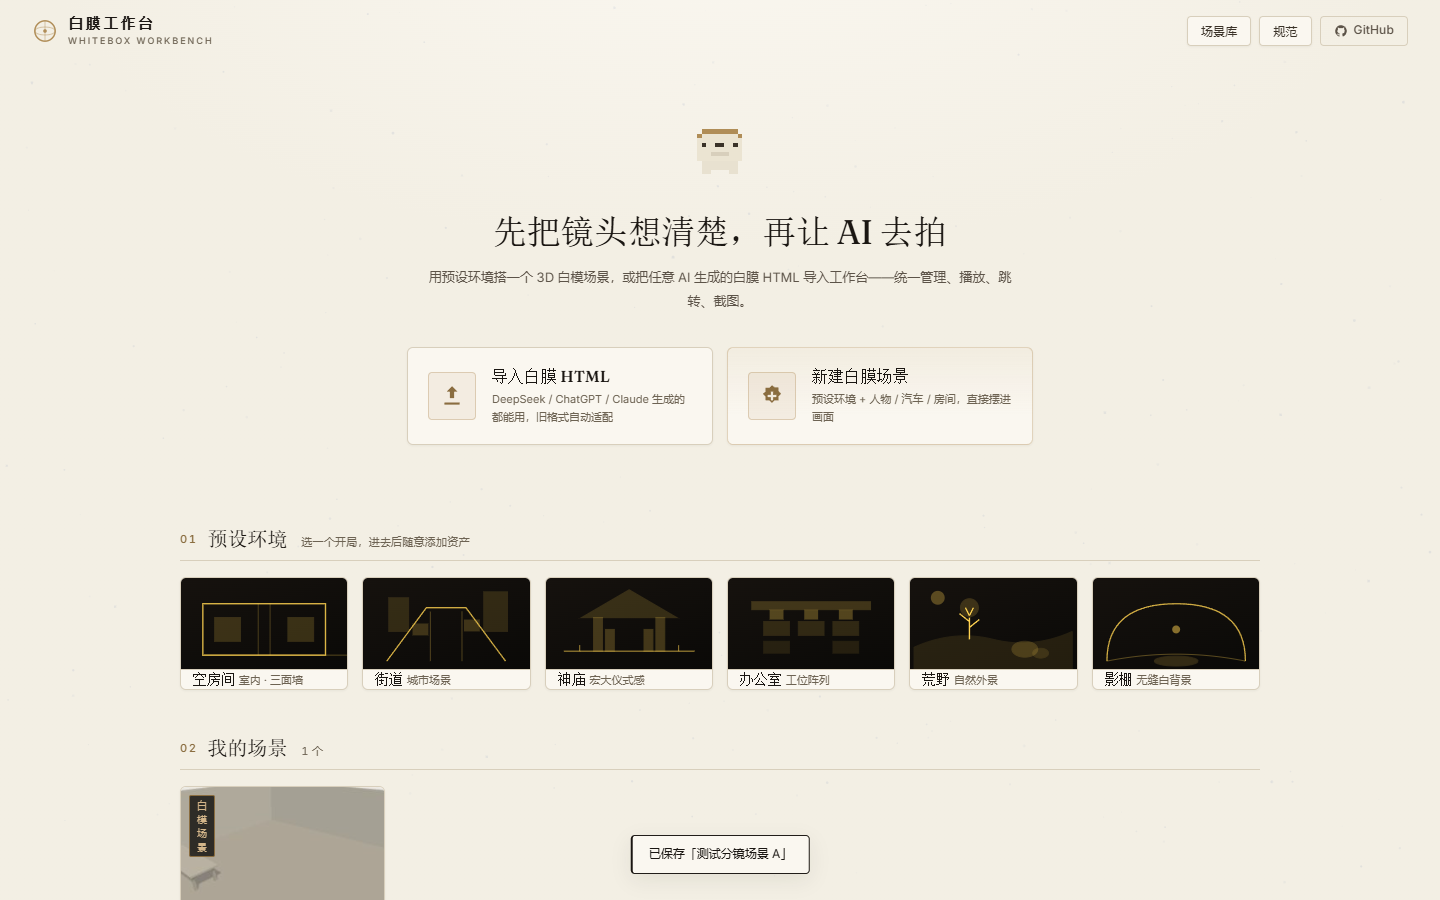 白膜工作台
WHITEBOX WORKBENCH
场景库
规范
GitHub
先把镜头想清楚，再让 AI 去拍
用预设环境搭一个 3D 白模场景，或把任意 AI 生成的白膜 HTML 导入工作台——统一管理、播放、跳
转、截图。
导入白膜 HTML
DeepSeek / ChatGPT / Claude 生成的
都能用，旧格式自动适配
新建白膜场景
预设环境 + 人物 / 汽车 / 房间，直接摆进
画面
01 预设环境 选一个开局，进去后随意添加资产
空房间 室内 · 三面墙
街道 城市场景
神庙 宏大仪式感
办公室 工位阵列
荒野 自然外景
影棚 无缝白背景
02 我的场景 1 个
白模场景
已保存「测试分镜场景 A」